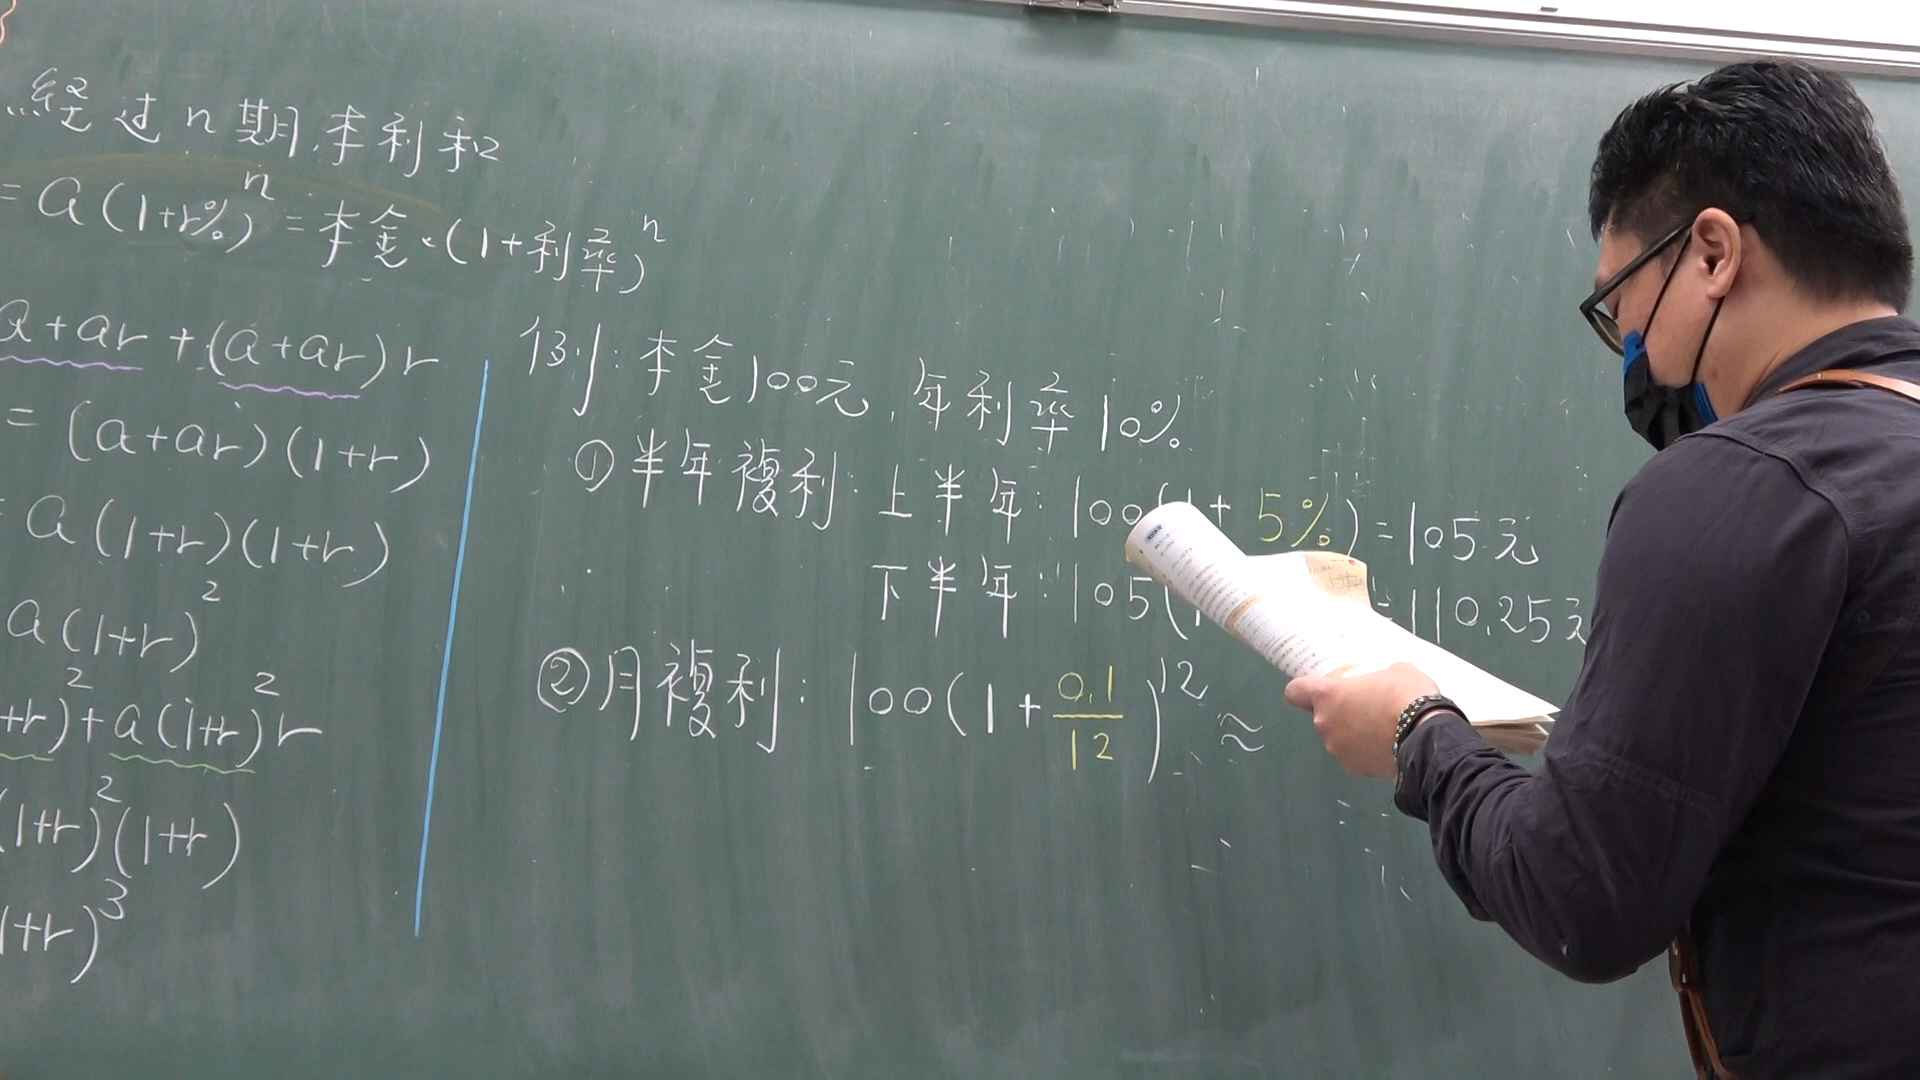 経过n期,本利和
= a(1+r%)ⁿ = 本金×(1+利率)ⁿ
a+ar+(a+ar)r
= (a+ar)(1+r)
= a(1+r)(1+r)
a(1+r)²
+r)²+a(1+r)²r
(1+r)²(1+r)
1+r)³
例:本金100元,年利率10%
①半年複利:上半年:100(1+5%)=105元
下半年:105(1 =110.25元
②月複利:100(1+0.1/12)¹²≈